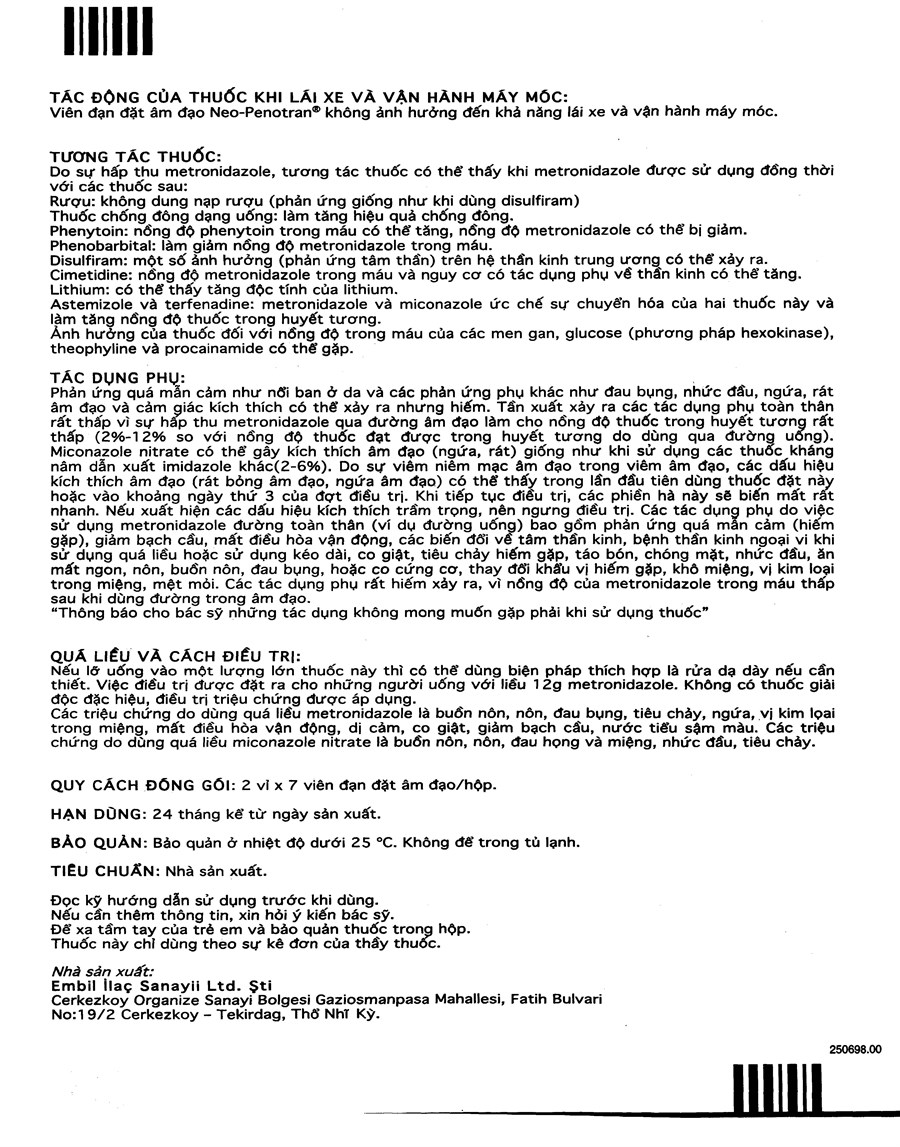 TÁC ĐỘNG CỦA THUỐC KHI LÁI XE VÀ VẬN HÀNH MÁY MÓC:
Viên đạn đặt âm đạo Neo-Penotran® không ảnh hưởng đến khả năng lái xe và vận hành máy móc.
TƯƠNG TÁC THUỐC:
Do sự hấp thu metronidazole, tương tác thuốc có thể thấy khi metronidazole được sử dụng đồng thời
với các thuốc sau:
Rượu: không dung nạp rượu (phản ứng giống như khi dùng disulfiram)
Thuốc chống đông dạng uống: làm tăng hiệu quả chống đông.
Phenytoin: nồng độ phenytoin trong máu có thể tăng, nồng độ metronidazole có thể bị giảm.
Phenobarbital: làm giảm nồng độ metronidazole trong máu.
Disulfiram: một số ảnh hưởng (phản ứng tâm thần) trên hệ thần kinh trung ương có thể xảy ra.
Cimetidine: nồng độ metronidazole trong máu và nguy cơ có tác dụng phụ về thần kinh có thể tăng.
Lithium: có thể thấy tăng độc tính của lithium.
Astemizole và terfenadine: metronidazole và miconazole ức chế sự chuyển hóa của hai thuốc này và
làm tăng nồng độ thuốc trong huyết tương.
Ảnh hưởng của thuốc đối với nồng độ trong máu của các men gan, glucose (phương pháp hexokinase),
theophyline và procainamide có thể gặp.
TÁC DỤNG PHỤ:
Phản ứng quá mẫn cảm như nổi ban ở da và các phản ứng phụ khác như đau bụng, nhức đầu, ngứa, rát
âm đạo và cảm giác kích thích có thể xảy ra nhưng hiếm. Tần xuất xảy ra các tác dụng phụ toàn thân
rất thấp vì sự hấp thu metronidazole qua đường âm đạo làm cho nồng độ thuốc trong huyết tương rất
thấp (2%-12% so với nồng độ thuốc đạt được trong huyết tương do dùng qua đường uống).
Miconazole nitrate có thể gây kích thích âm đạo (ngứa, rát) giống như khi sử dụng các thuốc kháng
nâm dẫn xuất imidazole khác(2-6%). Do sự viêm niêm mạc âm đạo trong viêm âm đạo, các dấu hiệu
kích thích âm đạo (rát bỏng âm đạo, ngứa âm đạo) có thể thấy trong lần đầu tiên dùng thuốc đặt này
hoặc vào khoảng ngày thứ 3 của đợt điều trị. Khi tiếp tục điều trị, các phiền hà này sẽ biến mất rất
nhanh. Nếu xuất hiện các dấu hiệu kích thích trầm trọng, nên ngưng điều trị. Các tác dụng phụ do việc
sử dụng metronidazole đường toàn thân (ví dụ đường uống) bao gồm phản ứng quá mẫn cảm (hiếm
gặp), giảm bạch cầu, mất điều hòa vận động, các biến đổi về tâm thần kinh, bệnh thần kinh ngoại vi khi
sử dụng quá liều hoặc sử dụng kéo dài, co giật, tiêu chảy hiếm gặp, táo bón, chóng mặt, nhức đầu, ăn
mất ngon, nôn, buồn nôn, đau bụng, hoặc co cứng cơ, thay đổi khẩu vị hiếm gặp, khô miệng, vị kim loại
trong miệng, mệt mỏi. Các tác dụng phụ rất hiếm xảy ra, vì nồng độ của metronidazole trong máu thấp
sau khi dùng đường trong âm đạo.
“Thông báo cho bác sỹ những tác dụng không mong muốn gặp phải khi sử dụng thuốc”
QUÁ LIỀU VÀ CÁCH ĐIỀU TRỊ:
Nếu lỡ uống vào một lượng lớn thuốc này thì có thể dùng biện pháp thích hợp là rửa dạ dày nếu cần
thiết. Việc điều trị được đặt ra cho những người uống với liều 12g metronidazole. Không có thuốc giải
độc đặc hiệu, điều trị triệu chứng được áp dụng.
Các triệu chứng do dùng quá liều metronidazole là buồn nôn, nôn, đau bụng, tiêu chảy, ngứa, vị kim lọai
trong miệng, mất điều hòa vận động, dị cảm, co giật, giảm bạch cầu, nước tiểu sậm màu. Các triệu
chứng do dùng quá liều miconazole nitrate là buồn nôn, nôn, đau họng và miệng, nhức đầu, tiêu chảy.
QUY CÁCH ĐÓNG GÓI: 2 vỉ x 7 viên đạn đặt âm đạo/hộp.
HẠN DÙNG: 24 tháng kể từ ngày sản xuất.
BẢO QUẢN: Bảo quản ở nhiệt độ dưới 25 °C. Không để trong tủ lạnh.
TIÊU CHUẨN: Nhà sản xuất.
Đọc kỹ hướng dẫn sử dụng trước khi dùng.
Nếu cần thêm thông tin, xin hỏi ý kiến bác sỹ.
Để xa tầm tay của trẻ em và bảo quản thuốc trong hộp.
Thuốc này chỉ dùng theo sự kê đơn của thầy thuốc.
Nhà sản xuất:
Embil İlaç Sanayii Ltd. Şti
Cerkezkoy Organize Sanayi Bolgesi Gaziosmanpasa Mahallesi, Fatih Bulvari
No:19/2 Cerkezkoy – Tekirdag, Thổ Nhĩ Kỳ.
250698.00